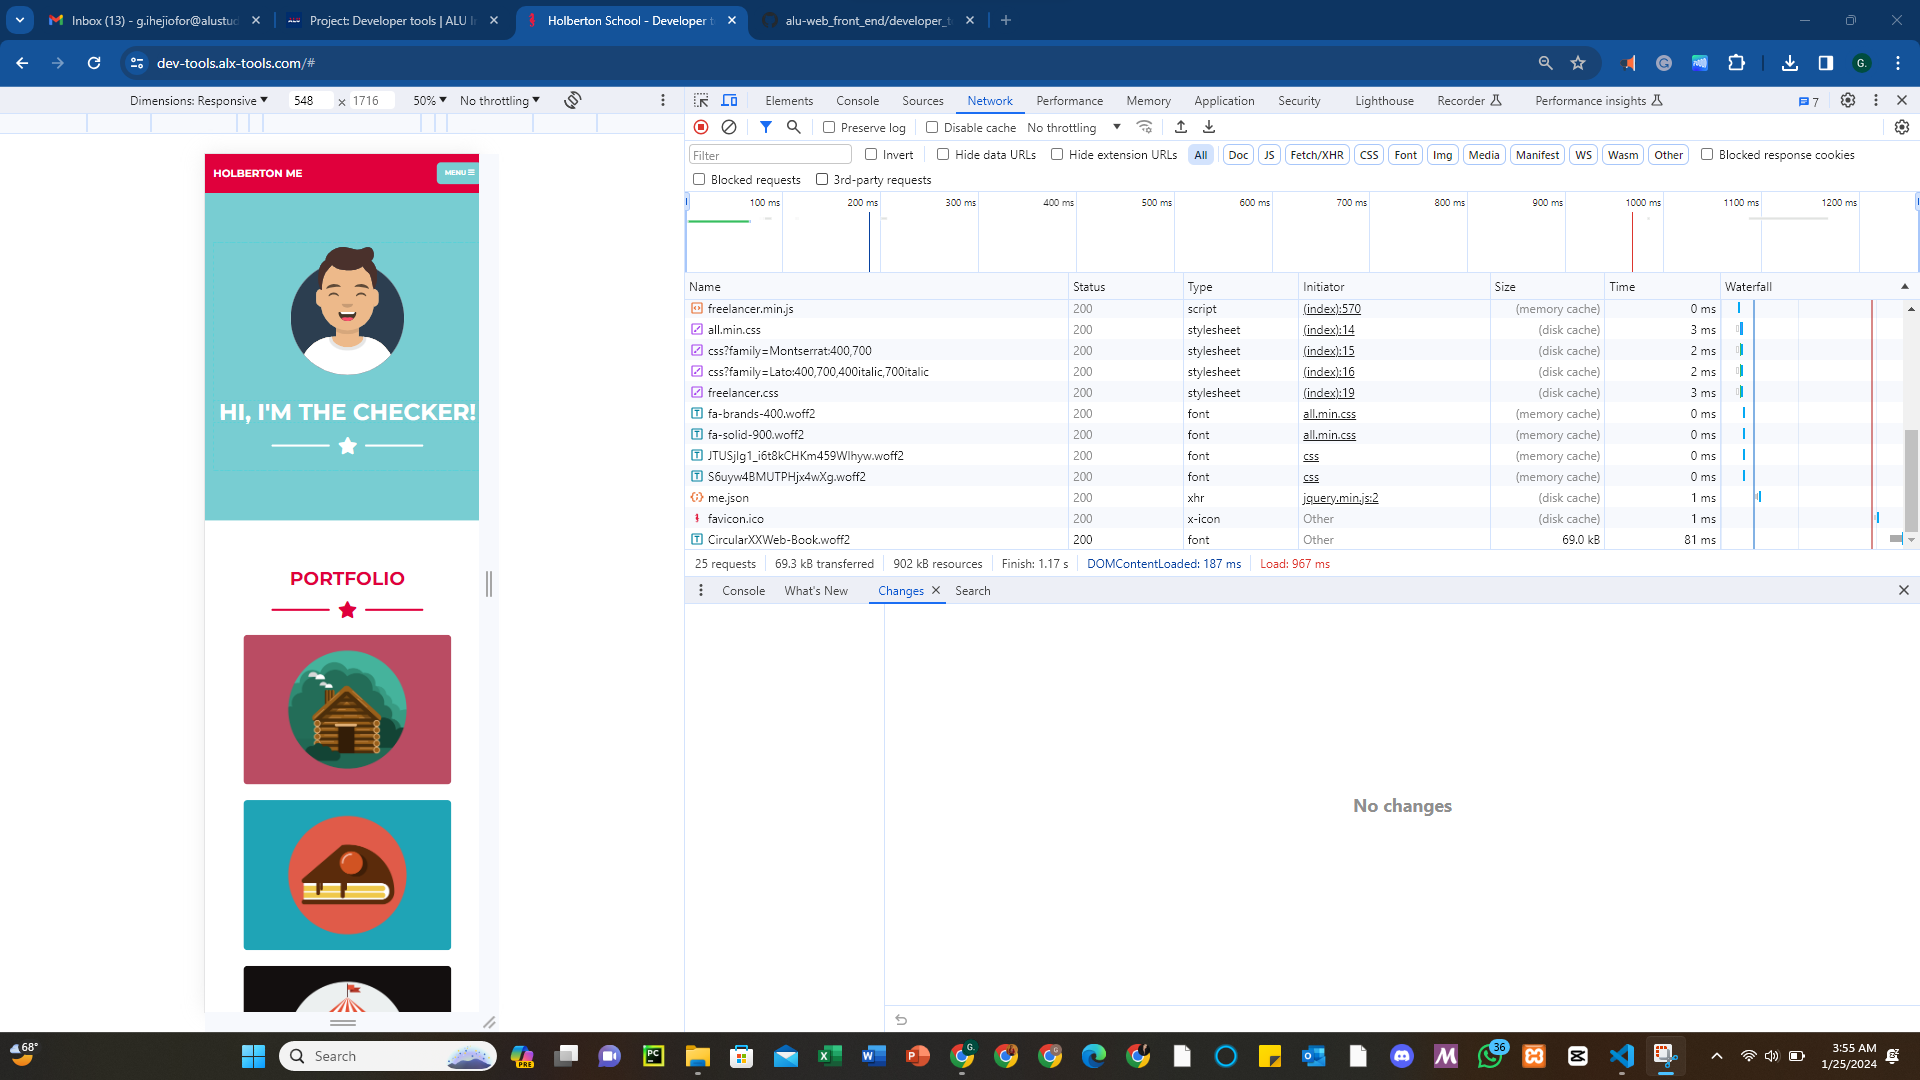 Inbox (13) - g.ihejiofor@alustud
Project: Developer tools | ALU In
Holberton School - Developer t
alu-web_front_end/developer_t
dev-tools.alx-tools.com/#
G.
Dimensions: Responsive 548 × 1716 50% No throttling
Elements Console Sources Network Performance Memory Application Security Lighthouse Recorder Performance insights 7
Preserve log Disable cache No throttling
Filter Invert Hide data URLs Hide extension URLs All Doc JS Fetch/XHR CSS Font Img Media Manifest WS Wasm Other Blocked response cookies
Blocked requests 3rd-party requests
100 ms 200 ms 300 ms 400 ms 500 ms 600 ms 700 ms 800 ms 900 ms 1000 ms 1100 ms 1200 ms
Name Status Type Initiator Size Time Waterfall
freelancer.min.js 200 script (index):570 (memory cache) 0 ms
all.min.css 200 stylesheet (index):14 (disk cache) 3 ms
css?family=Montserrat:400,700 200 stylesheet (index):15 (disk cache) 2 ms
css?family=Lato:400,700,400italic,700italic 200 stylesheet (index):16 (disk cache) 2 ms
freelancer.css 200 stylesheet (index):19 (disk cache) 3 ms
fa-brands-400.woff2 200 font all.min.css (memory cache) 0 ms
fa-solid-900.woff2 200 font all.min.css (memory cache) 0 ms
JTUSjIg1_i6t8kCHKm459Wlhyw.woff2 200 font css (memory cache) 0 ms
S6uyw4BMUTPHjx4wXg.woff2 200 font css (memory cache) 0 ms
me.json 200 xhr jquery.min.js:2 (disk cache) 1 ms
favicon.ico 200 x-icon Other (disk cache) 1 ms
CircularXXWeb-Book.woff2 200 font Other 69.0 kB 81 ms
25 requests 69.3 kB transferred 902 kB resources Finish: 1.17 s DOMContentLoaded: 187 ms Load: 967 ms
Console What's New Changes Search
No changes
HOLBERTON ME MENU
HI, I'M THE CHECKER!
PORTFOLIO
68°
Search
PRE
PC
G.
36
3:55 AM
1/25/2024